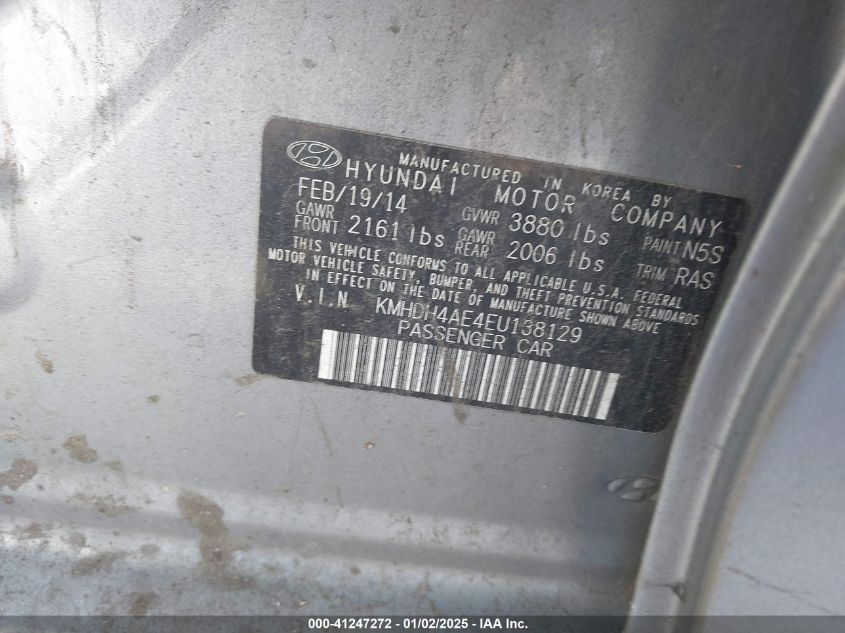 MANUFACTURED IN KOREA BY
HYUNDAI MOTOR COMPANY
FEB/19/14 GVWR 3880 lbs PAINT N5S
GAWR FRONT 2161 lbs GAWR REAR 2006 lbs TRIM RAS
THIS VEHICLE CONFORMS TO ALL APPLICABLE U.S.A. FEDERAL
MOTOR VEHICLE SAFETY, BUMPER, AND THEFT PREVENTION STANDARDS
IN EFFECT ON THE DATE OF MANUFACTURE SHOWN ABOVE
V.I.N KMHDH4AE4EU138129
PASSENGER CAR
000-41247272 - 01/02/2025 - IAA Inc.